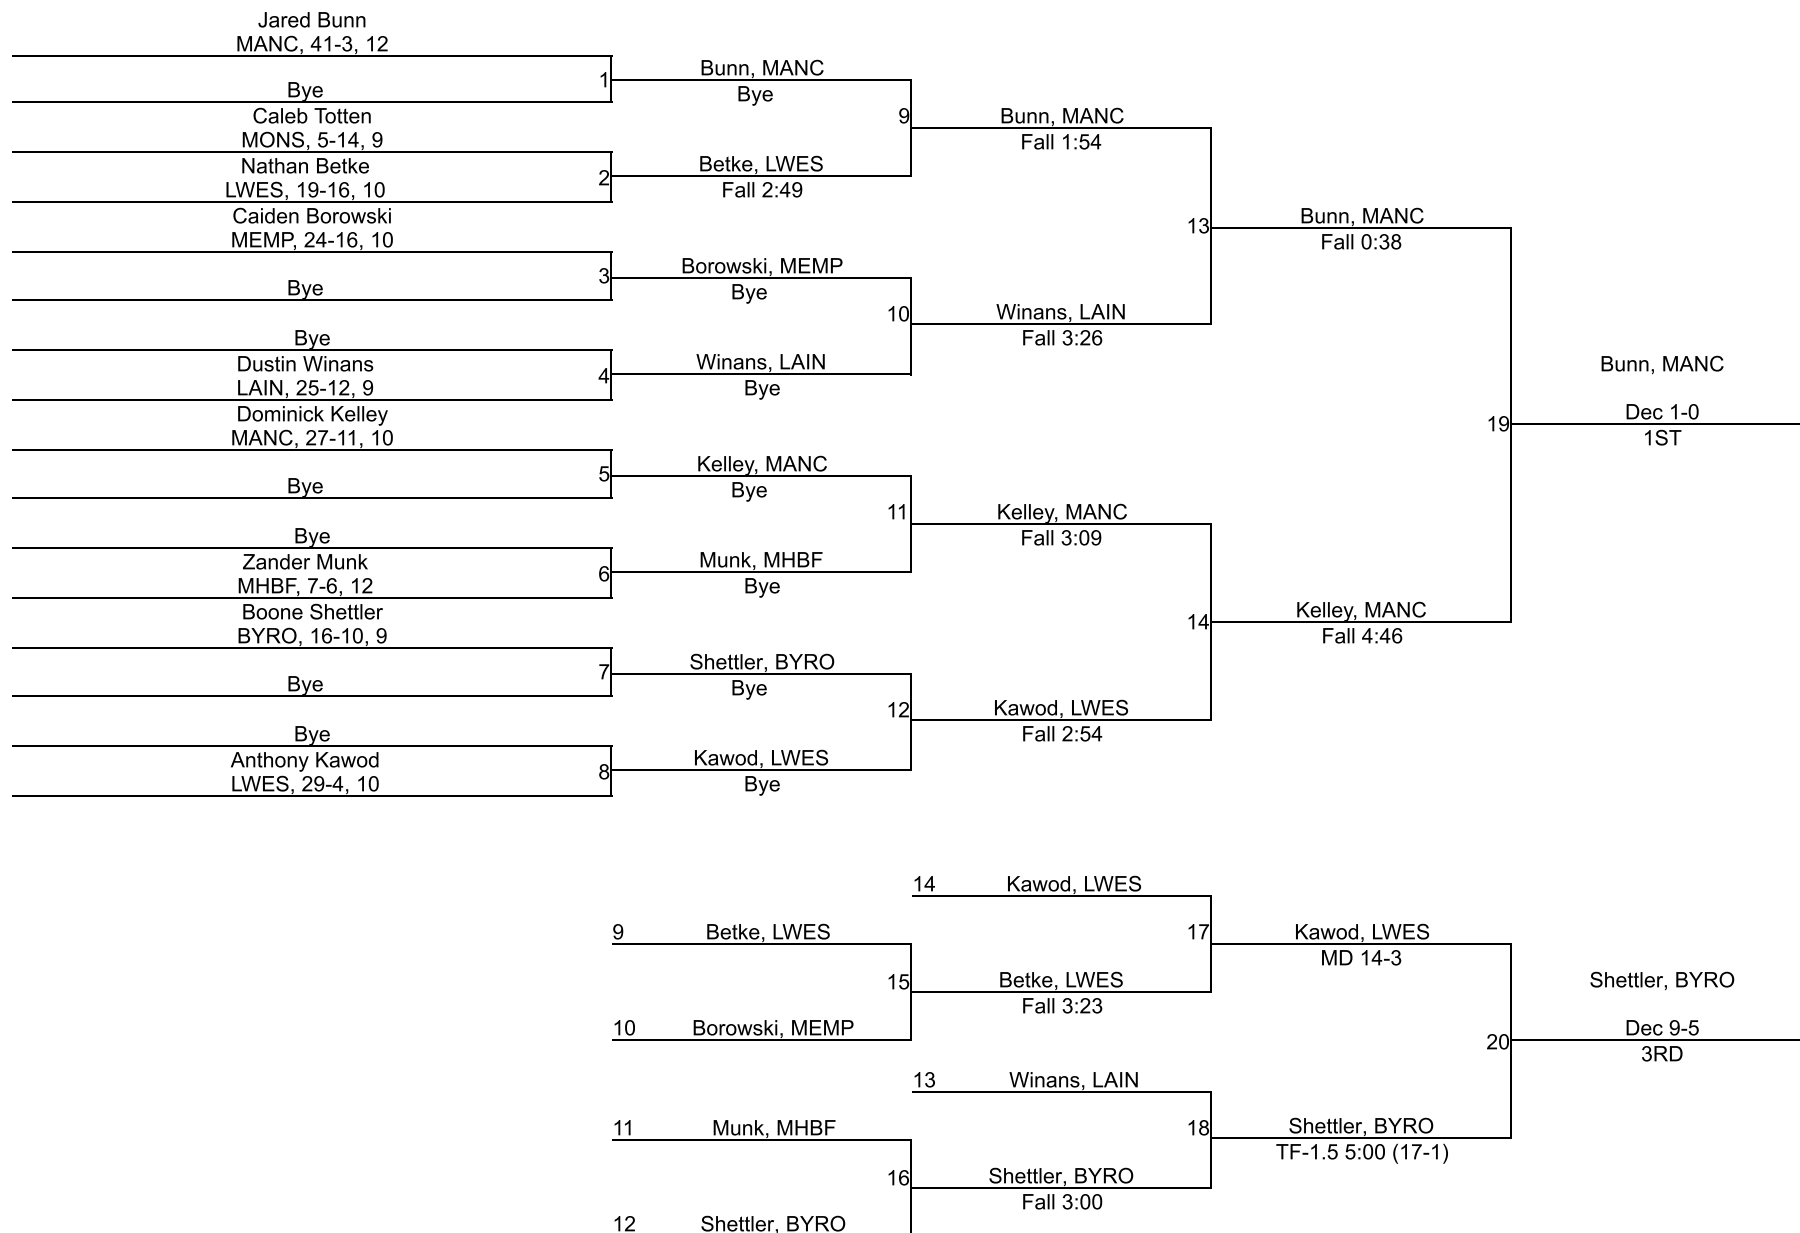 Jared Bunn
MANC, 41-3, 12
Bye
1
Caleb Totten
MONS, 5-14, 9
Nathan Betke
LWES, 19-16, 10
2
Caiden Borowski
MEMP, 24-16, 10
Bye
3
Bye
Dustin Winans
LAIN, 25-12, 9
4
Dominick Kelley
MANC, 27-11, 10
Bye
5
Bye
Zander Munk
MHBF, 7-6, 12
6
Boone Shettler
BYRO, 16-10, 9
Bye
7
Bye
Anthony Kawod
LWES, 29-4, 10
8
Bunn, MANC
Bye
9
Betke, LWES
Fall 2:49
Borowski, MEMP
Bye
10
Winans, LAIN
Bye
Kelley, MANC
Bye
11
Munk, MHBF
Bye
Shettler, BYRO
Bye
12
Kawod, LWES
Bye
Bunn, MANC
Fall 1:54
13
Winans, LAIN
Fall 3:26
Kelley, MANC
Fall 3:09
14
Kawod, LWES
Fall 2:54
Bunn, MANC
Fall 0:38
19
Kelley, MANC
Fall 4:46
Bunn, MANC
Dec 1-0
1ST
14 Kawod, LWES
9 Betke, LWES
15
10 Borowski, MEMP
Betke, LWES
Fall 3:23
17
13 Winans, LAIN
11 Munk, MHBF
16
12 Shettler, BYRO
Shettler, BYRO
Fall 3:00
18
Kawod, LWES
MD 14-3
20
Shettler, BYRO
TF-1.5 5:00 (17-1)
Shettler, BYRO
Dec 9-5
3RD